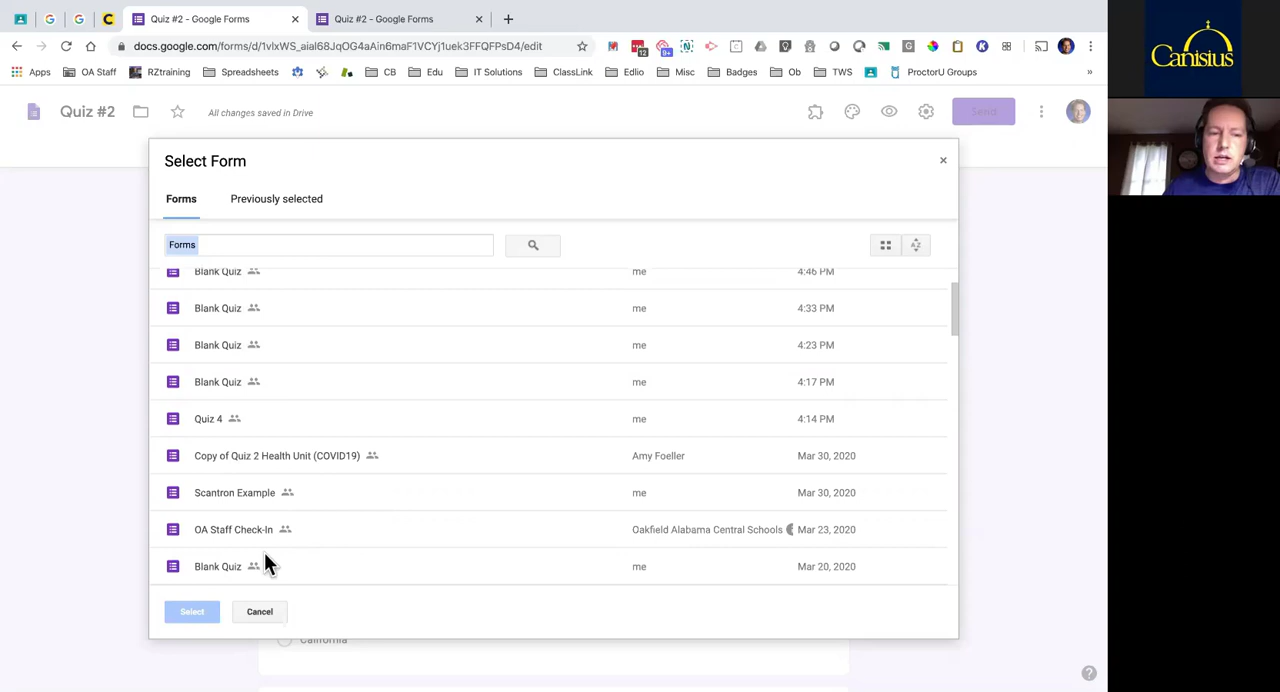 Quiz #2 - Google Forms
Quiz #2 - Google Forms
docs.google.com/forms/d/1vIxWS_aial68JqOG4aAin6maF1VCYj1uek3FFQFPsD4/edit
12
9+
Apps
OA Staff
RZtraining
Spreadsheets
CB
Edu
IT Solutions
ClassLink
Edlio
Misc
Badges
Ob
TWS
ProctorU Groups
»
Quiz #2
All changes saved in Drive
Send
Canisius
Select Form
Forms
Previously selected
Forms
Blank Quiz me 4:46 PM
Blank Quiz me 4:33 PM
Blank Quiz me 4:23 PM
Blank Quiz me 4:17 PM
Quiz 4 me 4:14 PM
Copy of Quiz 2 Health Unit (COVID19) Amy Foeller Mar 30, 2020
Scantron Example me Mar 30, 2020
OA Staff Check-In Oakfield Alabama Central Schools Mar 23, 2020
Blank Quiz me Mar 20, 2020
Select
Cancel
California